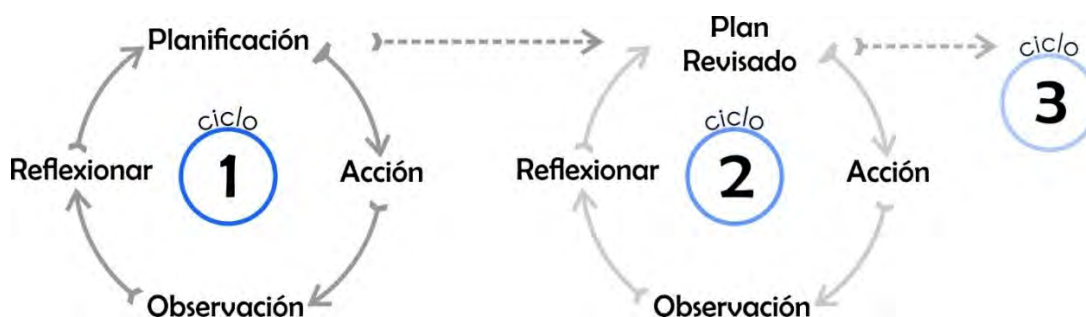 Planificación
ciclo
1
Reflexionar
Acción
Observación
Plan
Revisado
ciclo
2
Reflexionar
Acción
Observación
ciclo
3